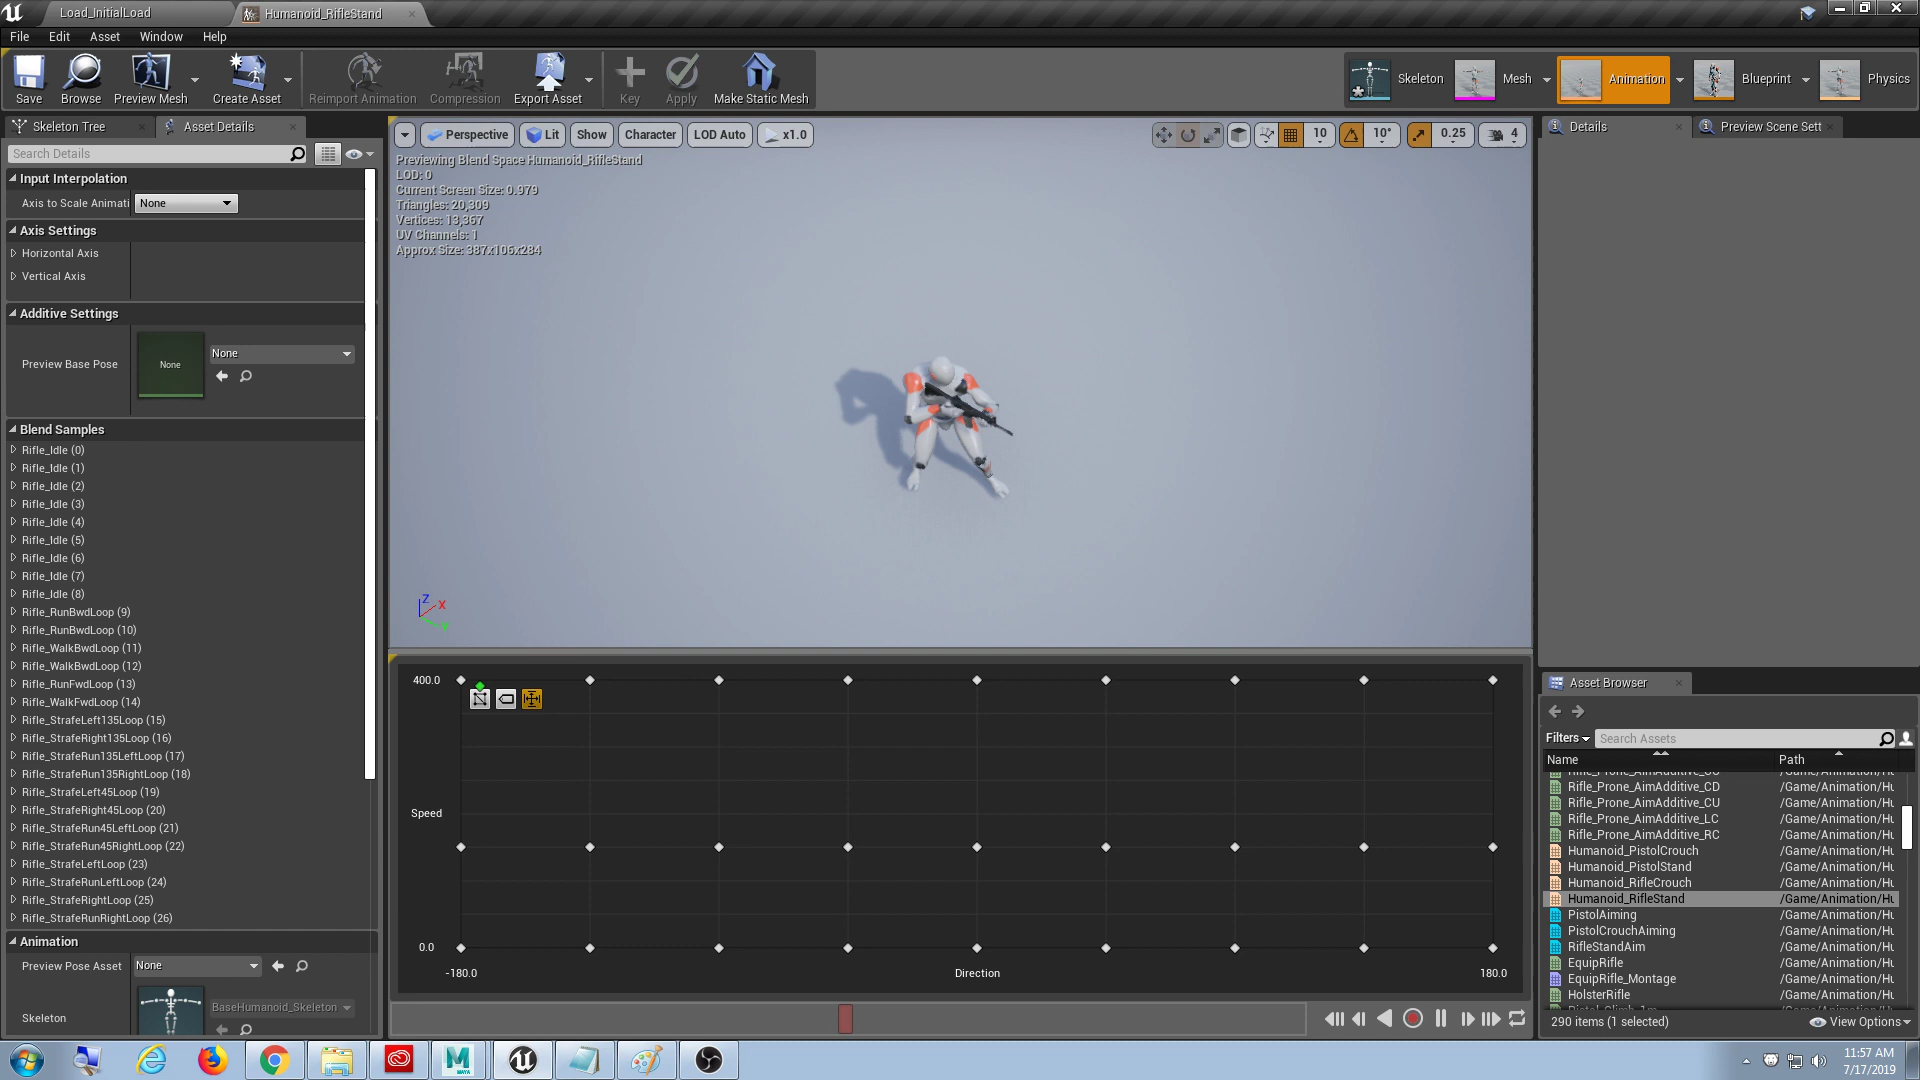 Load_InitialLoad
Humanoid_RifleStand
File Edit Asset Window Help
Save Browse Preview Mesh Create Asset Reimport Animation Compression Export Asset Key Apply Make Static Mesh
Skeleton Mesh Animation Blueprint Physics
Skeleton Tree Asset Details
Search Details
Input Interpolation
Axis to Scale Animati None
Axis Settings
Horizontal Axis
Vertical Axis
Additive Settings
Preview Base Pose None None
Blend Samples
Rifle_Idle (0)
Rifle_Idle (1)
Rifle_Idle (2)
Rifle_Idle (3)
Rifle_Idle (4)
Rifle_Idle (5)
Rifle_Idle (6)
Rifle_Idle (7)
Rifle_Idle (8)
Rifle_RunBwdLoop (9)
Rifle_RunBwdLoop (10)
Rifle_WalkBwdLoop (11)
Rifle_WalkBwdLoop (12)
Rifle_RunFwdLoop (13)
Rifle_WalkFwdLoop (14)
Rifle_StrafeLeft135Loop (15)
Rifle_StrafeRight135Loop (16)
Rifle_StrafeRun135LeftLoop (17)
Rifle_StrafeRun135RightLoop (18)
Rifle_StrafeLeft45Loop (19)
Rifle_StrafeRight45Loop (20)
Rifle_StrafeRun45LeftLoop (21)
Rifle_StrafeRun45RightLoop (22)
Rifle_StrafeLeftLoop (23)
Rifle_StrafeRunLeftLoop (24)
Rifle_StrafeRightLoop (25)
Rifle_StrafeRunRightLoop (26)
Animation
Preview Pose Asset None
Skeleton BaseHumanoid_Skeleton
Perspective Lit Show Character LOD Auto x1.0
10 10° 0.25 4
Previewing Blend Space Humanoid_RifleStand
LOD: 0
Current Screen Size: 0.979
Triangles: 20,309
Vertices: 13,367
UV Channels: 1
Approx Size: 387x106x284
Z X
Y
400.0
Speed
0.0
-180.0 Direction 180.0
Details Preview Scene Sett
Asset Browser
Filters Search Assets
Name Path
Rifle_Prone_AimAdditive_CD /Game/Animation/Hu
Rifle_Prone_AimAdditive_CU /Game/Animation/Hu
Rifle_Prone_AimAdditive_LC /Game/Animation/Hu
Rifle_Prone_AimAdditive_RC /Game/Animation/Hu
Humanoid_PistolCrouch /Game/Animation/Hu
Humanoid_PistolStand /Game/Animation/Hu
Humanoid_RifleCrouch /Game/Animation/Hu
Humanoid_RifleStand /Game/Animation/Hu
PistolAiming /Game/Animation/Hu
PistolCrouchAiming /Game/Animation/Hu
RifleStandAim /Game/Animation/Hu
EquipRifle /Game/Animation/Hu
EquipRifle_Montage /Game/Animation/Hu
HolsterRifle /Game/Animation/Hu
290 items (1 selected) View Options
MAYA
11:57 AM
7/17/2019